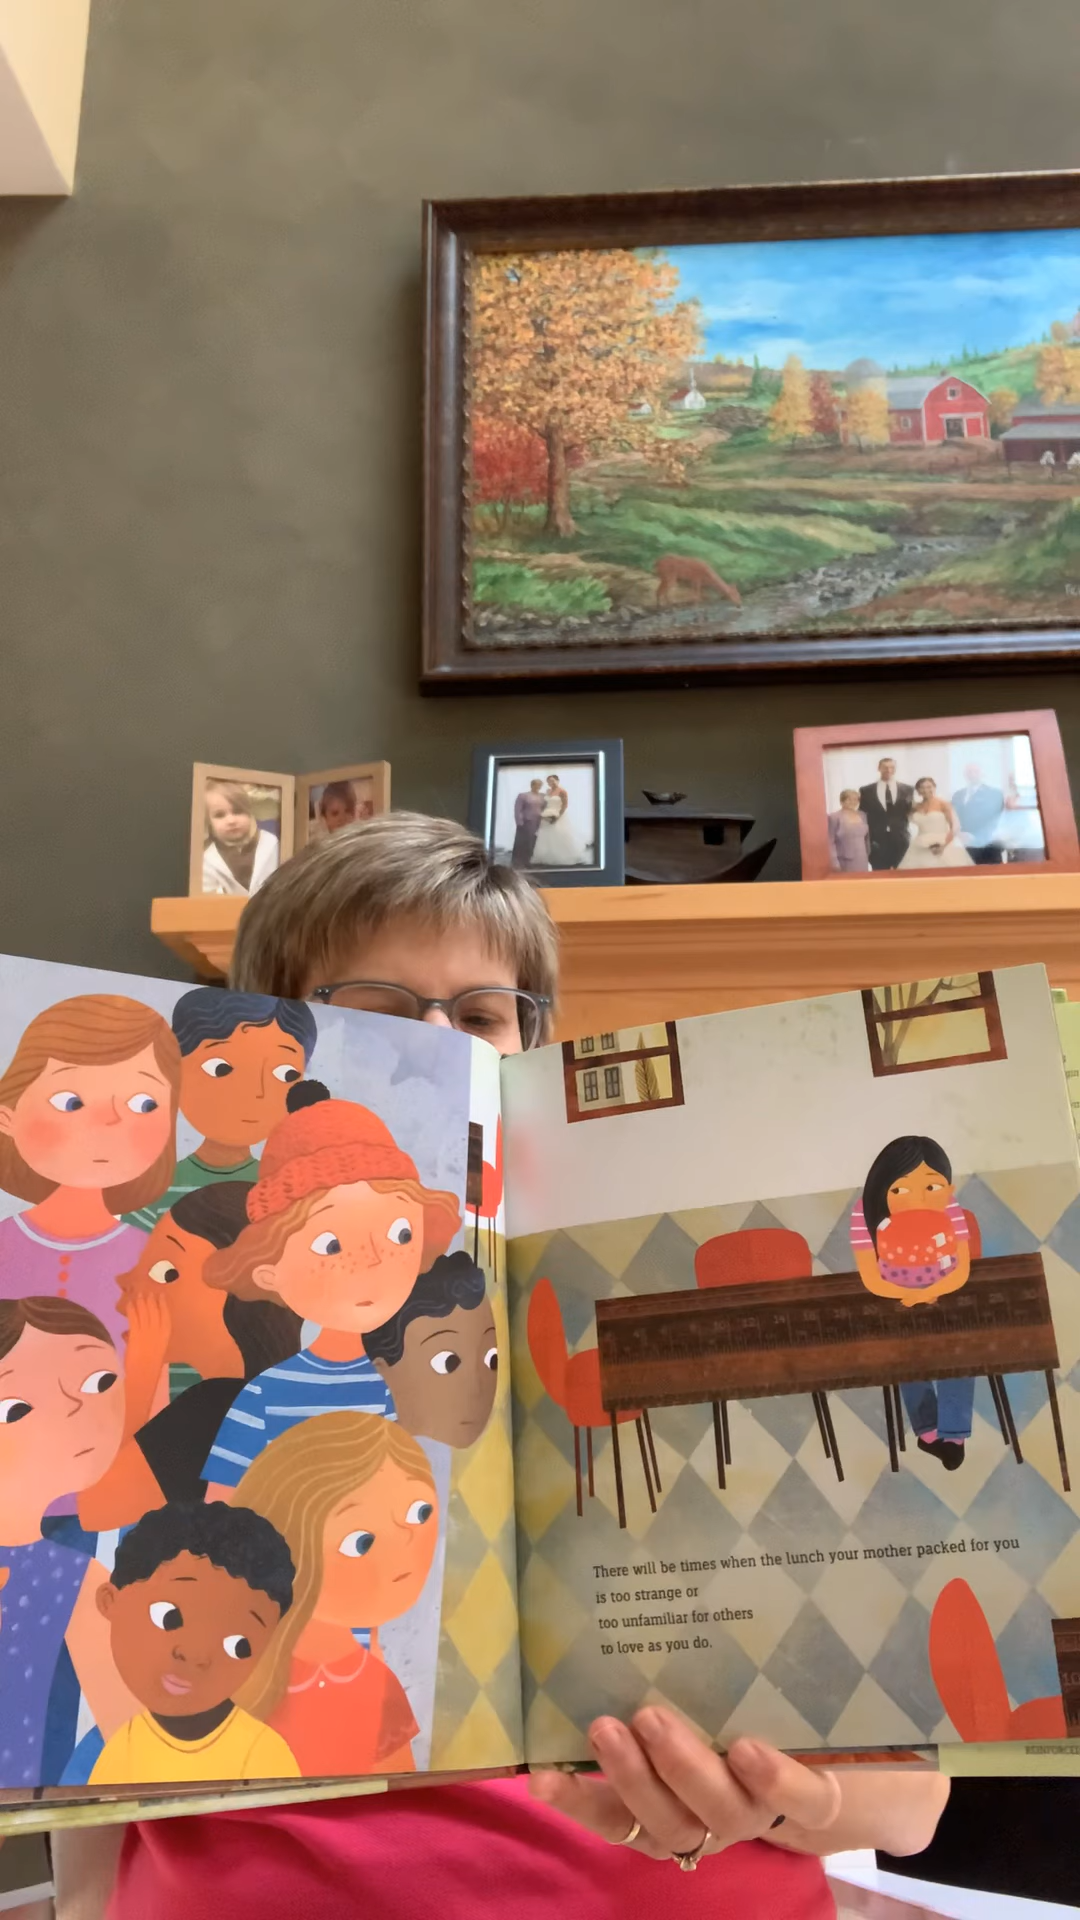 There will be times when the lunch your mother packed for you
is too strange or
too unfamiliar for others
to love as you do.
REINFORCED